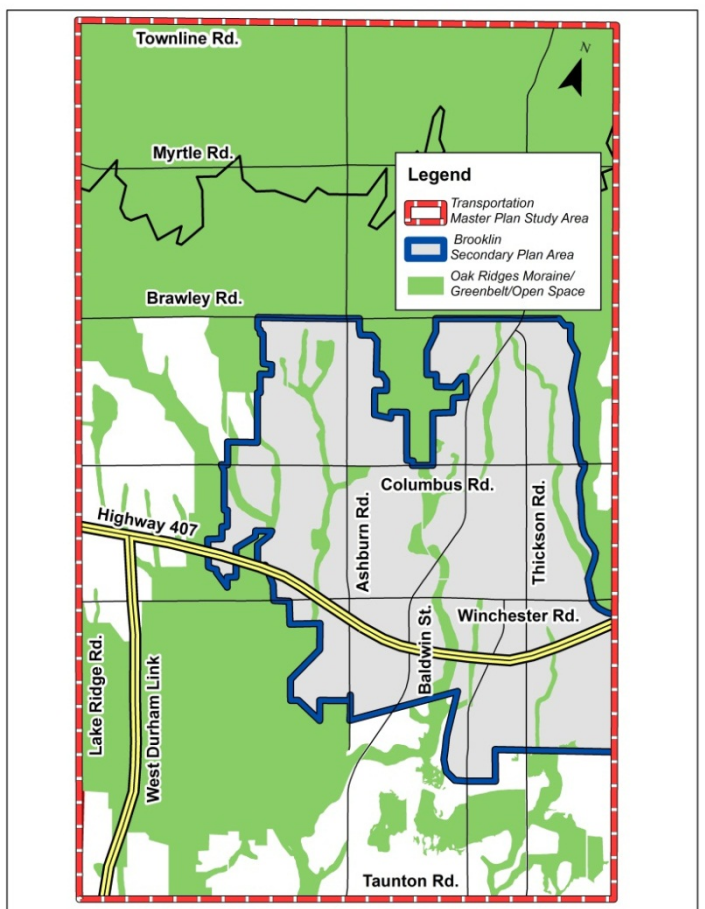 Townline Rd.
N
Myrtle Rd.
Legend
Transportation
Master Plan Study Area
Brooklin
Secondary Plan Area
Oak Ridges Moraine/
Greenbelt/Open Space
Brawley Rd.
Columbus Rd.
Highway 407
Ashburn Rd.
Thickson Rd.
Winchester Rd.
Baldwin St.
Lake Ridge Rd.
West Durham Link
Taunton Rd.